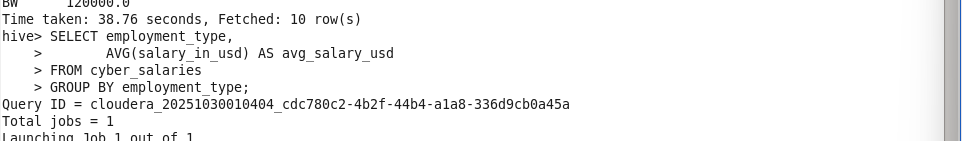 BW      120000.0
Time taken: 38.76 seconds, Fetched: 10 row(s)
hive> SELECT employment_type,
    >        AVG(salary_in_usd) AS avg_salary_usd
    > FROM cyber_salaries
    > GROUP BY employment_type;
Query ID = cloudera_20251030010404_cdc780c2-4b2f-44b4-a1a8-336d9cb0a45a
Total jobs = 1
Launching Job 1 out of 1